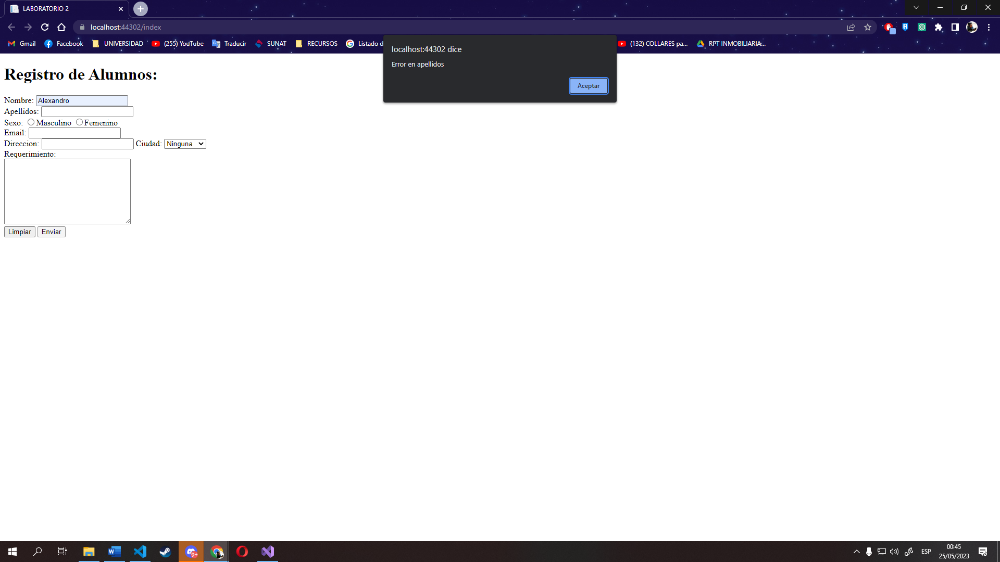 LABORATORIO 2
localhost:44302/index
Gmail Facebook UNIVERSIDAD (255) YouTube Traducir SUNAT RECURSOS Listado d (132) COLLARES pa... RPT INMOBILIARIA...
localhost:44302 dice
Error en apellidos
Aceptar
Registro de Alumnos:
Nombre: Alexandro
Apellidos:
Sexo: Masculino Femenino
Email:
Direccion: Ciudad: Ninguna
Requerimiento:
Limpiar Enviar
9+
ESP
00:45
25/05/2023